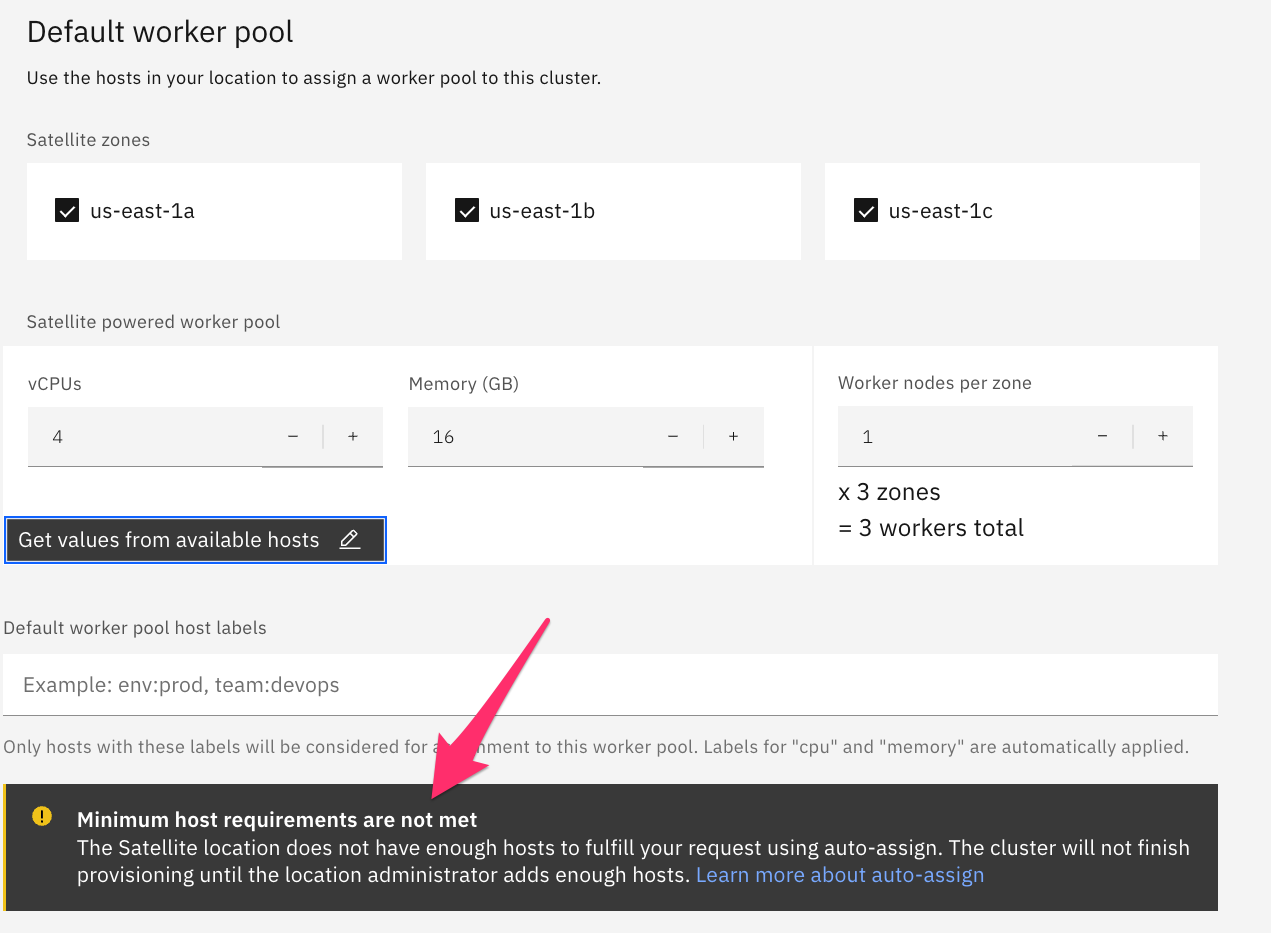 Default worker pool
Use the hosts in your location to assign a worker pool to this cluster.
Satellite zones
us-east-1a
us-east-1b
us-east-1c
Satellite powered worker pool
vCPUs
Memory (GB)
Worker nodes per zone
4
16
1
x 3 zones
= 3 workers total
Get values from available hosts
Default worker pool host labels
Example: env:prod, team:devops
Only hosts with these labels will be considered for to this worker pool. Labels for "cpu" and "memory" are automatically applied.
Minimum host requirements are not met
The Satellite location does not have enough hosts to fulfill your request using auto-assign. The cluster will not finish
provisioning until the location administrator adds enough hosts. Learn more about auto-assign